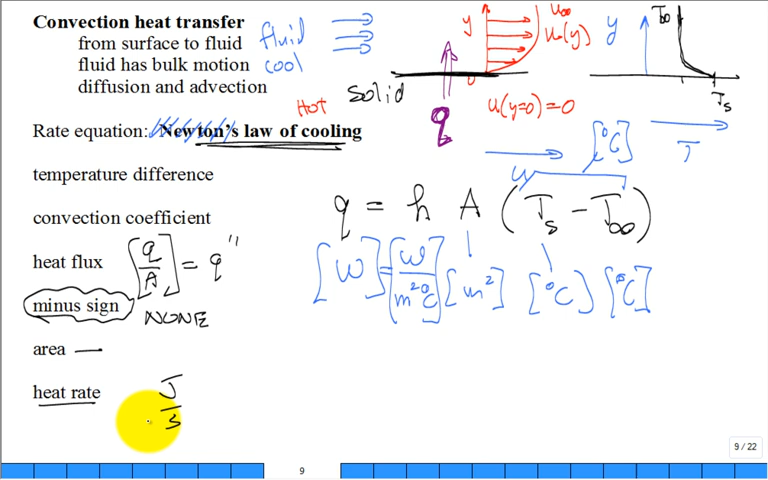 Convection heat transfer
from surface to fluid
fluid has bulk motion
diffusion and advection
fluid
cool
Hot
solid
q
y
u∞
u(y)
0
u(y=0)=0
y
T∞
Ts
T
[°C]
Rate equation: Newton's law of cooling
temperature difference
q = h A (Ts − T∞)
convection coefficient
[W] = [W/m²°C] [m²] [°C] [°C]
heat flux [q/A] = q"
minus sign
NONE
area —
heat rate J/s
9
9 / 22